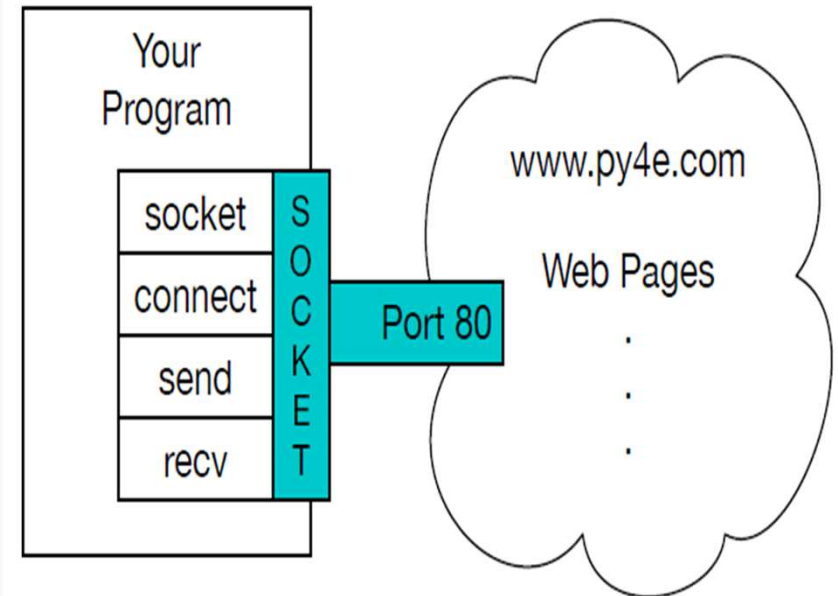 Your
Program
socket
connect
send
recv
S
O
C
K
E
T
Port 80
www.py4e.com
Web Pages
.
.
.